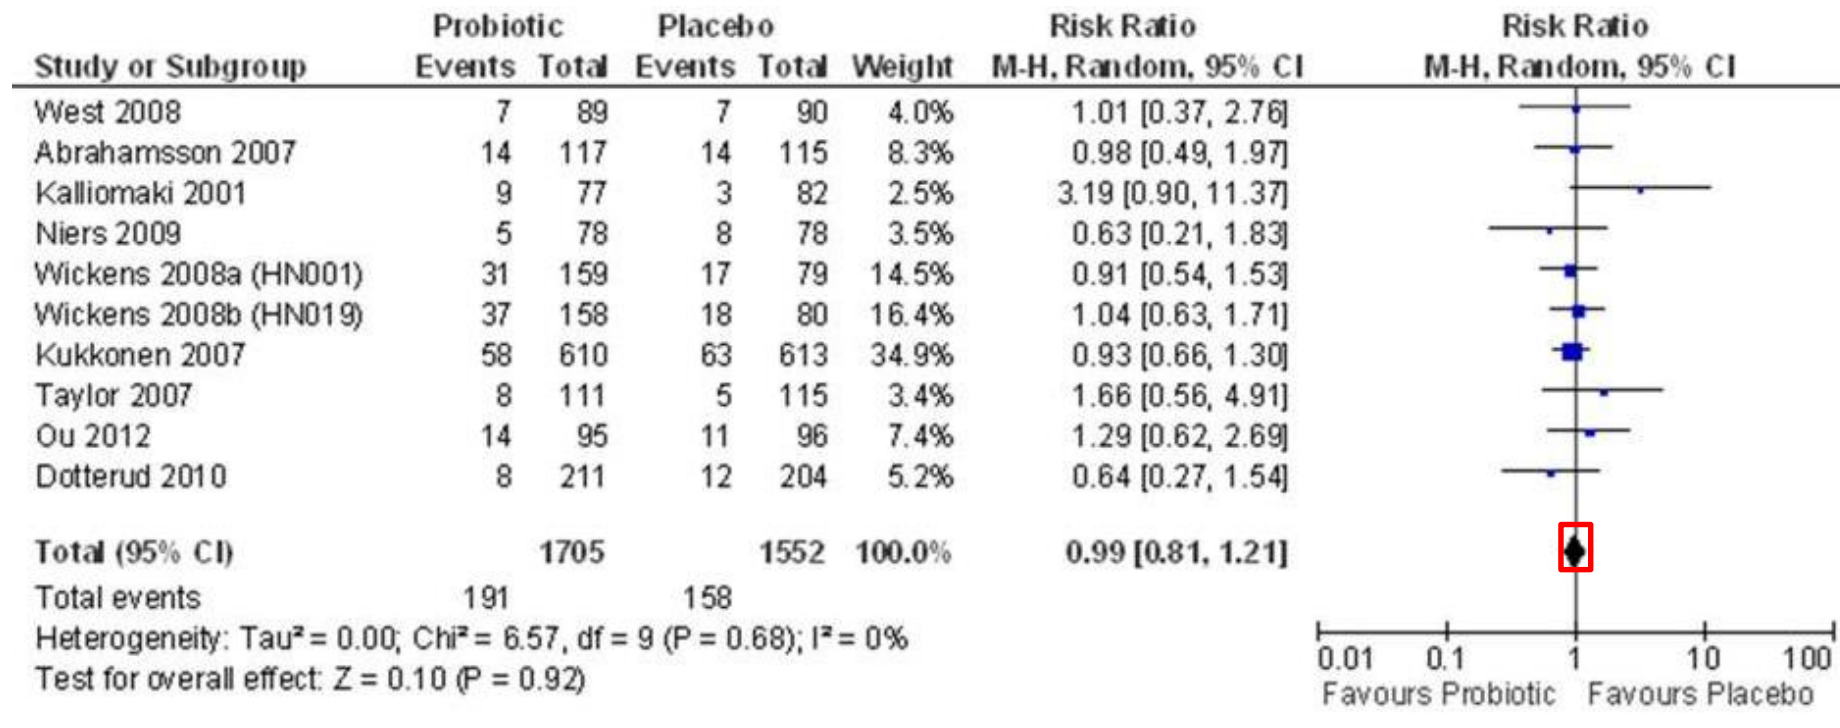 Probiotic Placebo Risk Ratio Risk Ratio
Study or Subgroup Events Total Events Total Weight M-H, Random, 95% CI M-H, Random, 95% CI
West 2008 7 89 7 90 4.0% 1.01 [0.37, 2.76]
Abrahamsson 2007 14 117 14 115 8.3% 0.98 [0.49, 1.97]
Kalliomaki 2001 9 77 3 82 2.5% 3.19 [0.90, 11.37]
Niers 2009 5 78 8 78 3.5% 0.63 [0.21, 1.83]
Wickens 2008a (HN001) 31 159 17 79 14.5% 0.91 [0.54, 1.53]
Wickens 2008b (HN019) 37 158 18 80 16.4% 1.04 [0.63, 1.71]
Kukkonen 2007 58 610 63 613 34.9% 0.93 [0.66, 1.30]
Taylor 2007 8 111 5 115 3.4% 1.66 [0.56, 4.91]
Ou 2012 14 95 11 96 7.4% 1.29 [0.62, 2.69]
Dotterud 2010 8 211 12 204 5.2% 0.64 [0.27, 1.54]
Total (95% CI) 1705 1552 100.0% 0.99 [0.81, 1.21]
Total events 191 158
Heterogeneity: Tau² = 0.00; Chi² = 6.57, df = 9 (P = 0.68); I² = 0%
Test for overall effect: Z = 0.10 (P = 0.92)
0.01 0.1 1 10 100
Favours Probiotic Favours Placebo